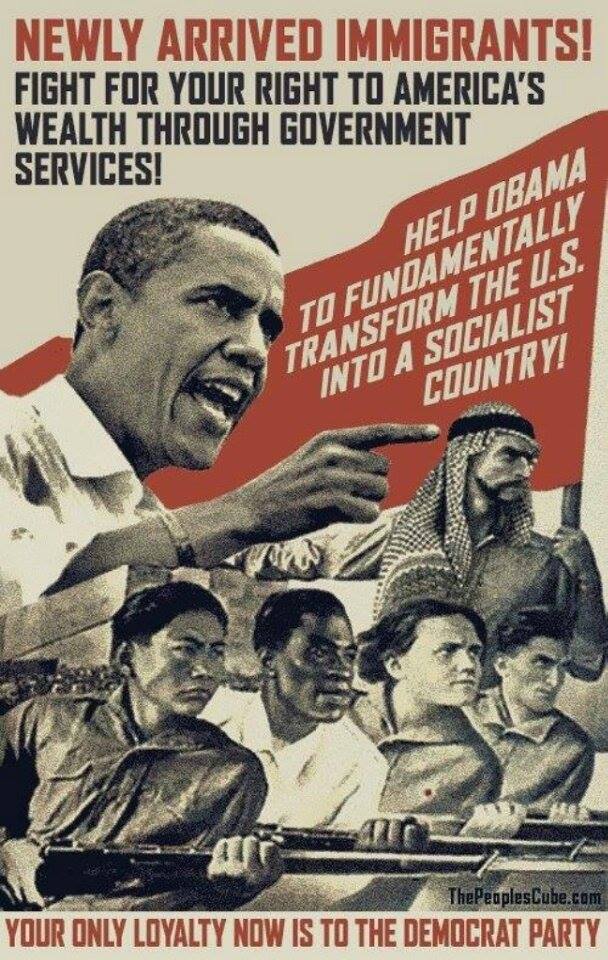 NEWLY ARRIVED IMMIGRANTS!
FIGHT FOR YOUR RIGHT TO AMERICA'S
WEALTH THROUGH GOVERNMENT
SERVICES!
HELP OBAMA
TO FUNDAMENTALLY
TRANSFORM THE U.S.
INTO A SOCIALIST
COUNTRY!
ThePeoplesCube.com
YOUR ONLY LOYALTY NOW IS TO THE DEMOCRAT PARTY